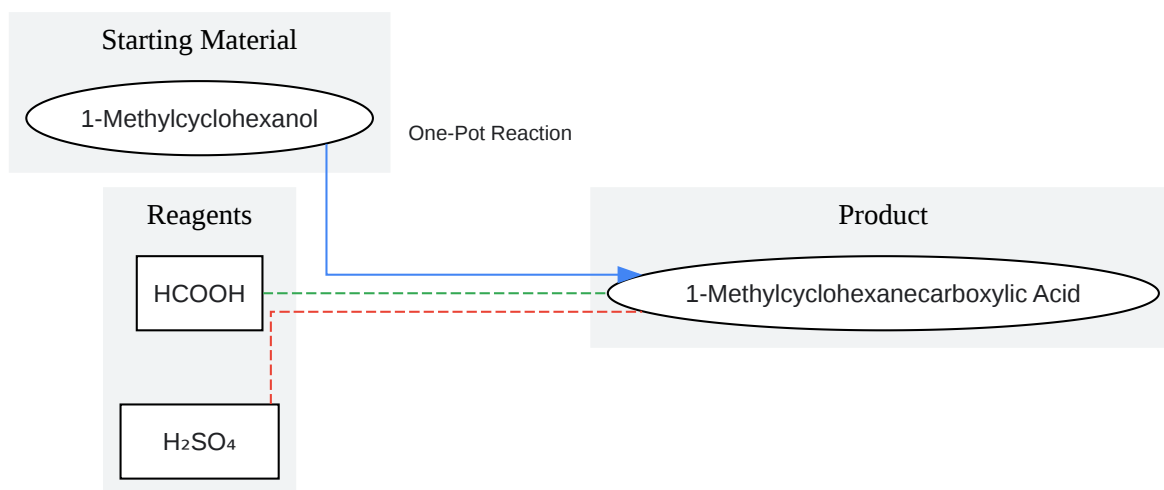 Starting Material
1-Methylcyclohexanol
One-Pot Reaction
Reagents
Product
HCOOH
1-Methylcyclohexanecarboxylic Acid
H₂SO₄